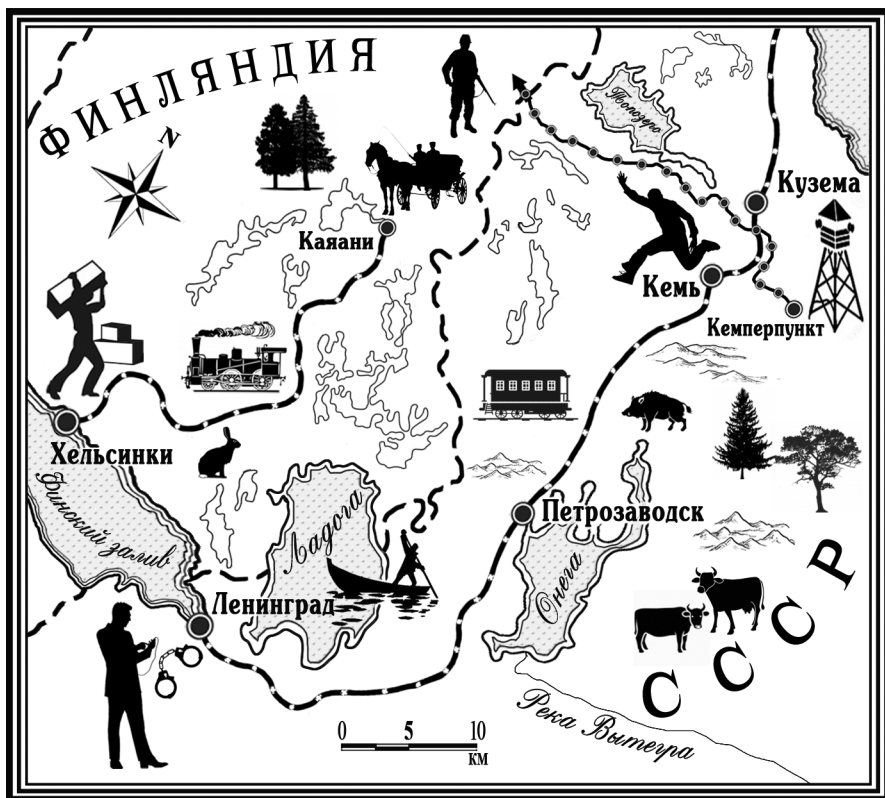 ФИНЛЯНДИЯ
N
Топозеро
Кузема
Каяани
Кемь
Кемперпункт
Хельсинки
Финский залив
Ладога
Петрозаводск
Онега
Ленинград
СССР
Река Вытегра
0 5 10
км